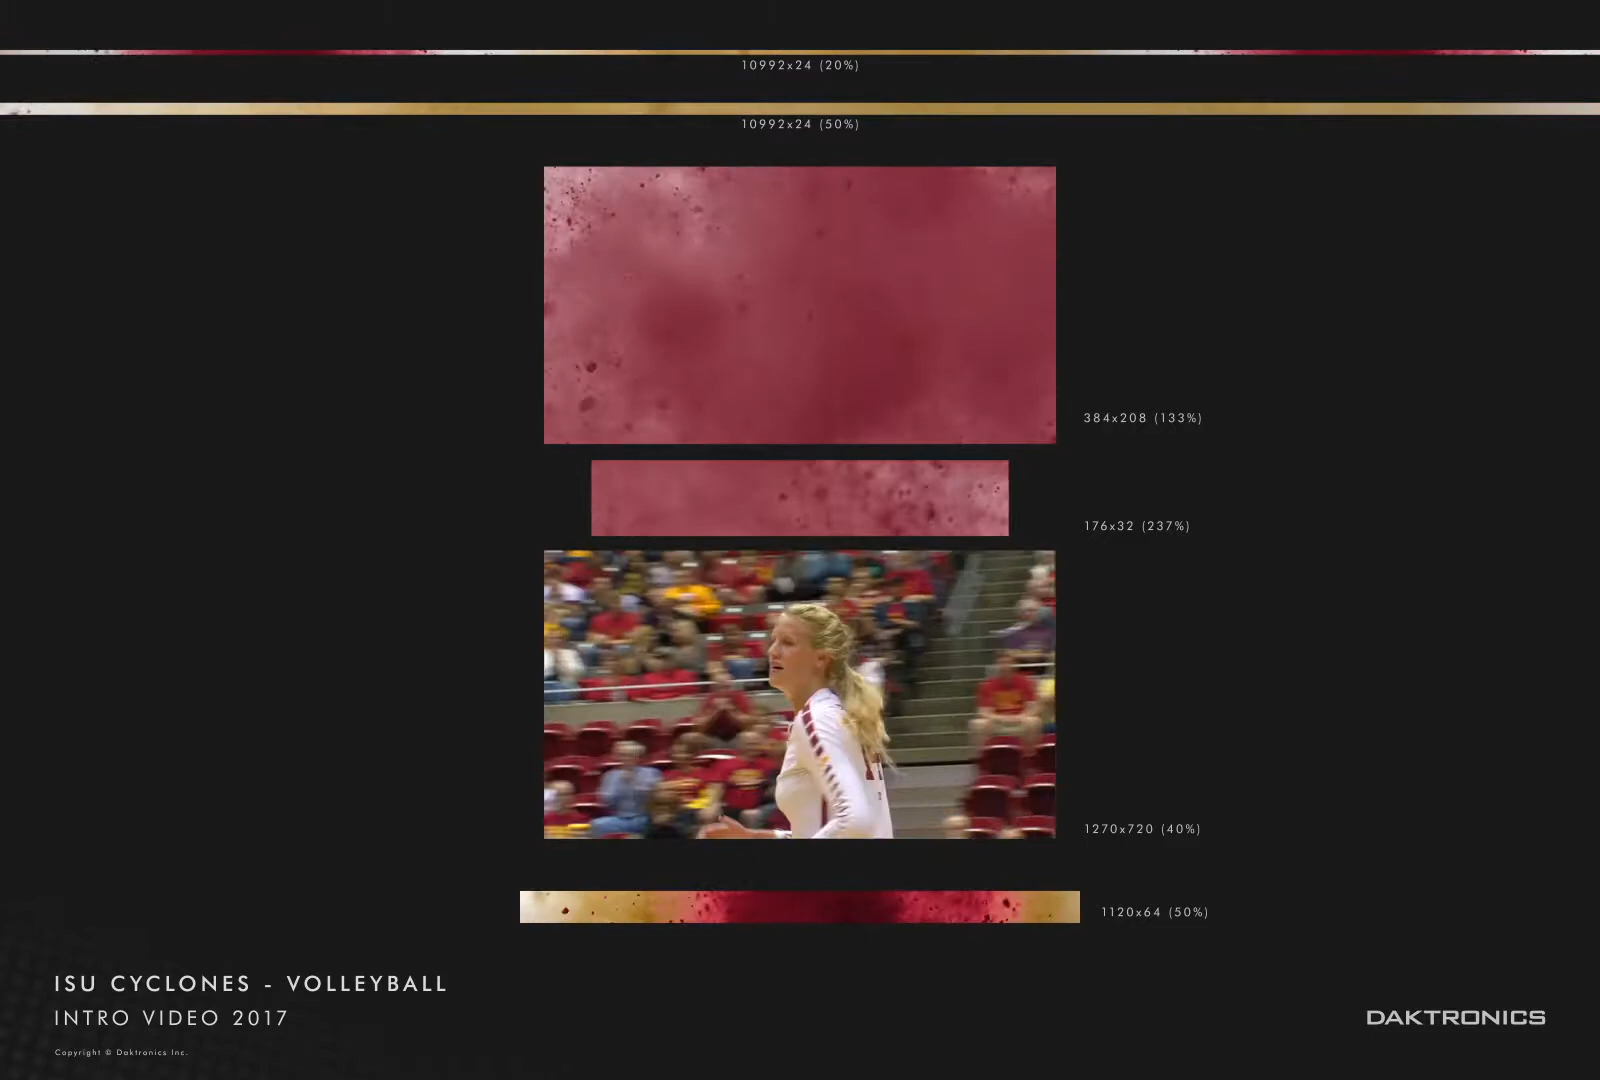 10992x24 (20%)
10992x24 (50%)
384x208 (133%)
176x32 (237%)
1270x720 (40%)
1120x64 (50%)
ISU CYCLONES - VOLLEYBALL
INTRO VIDEO 2017
Copyright © Daktronics Inc.
DAKTRONICS